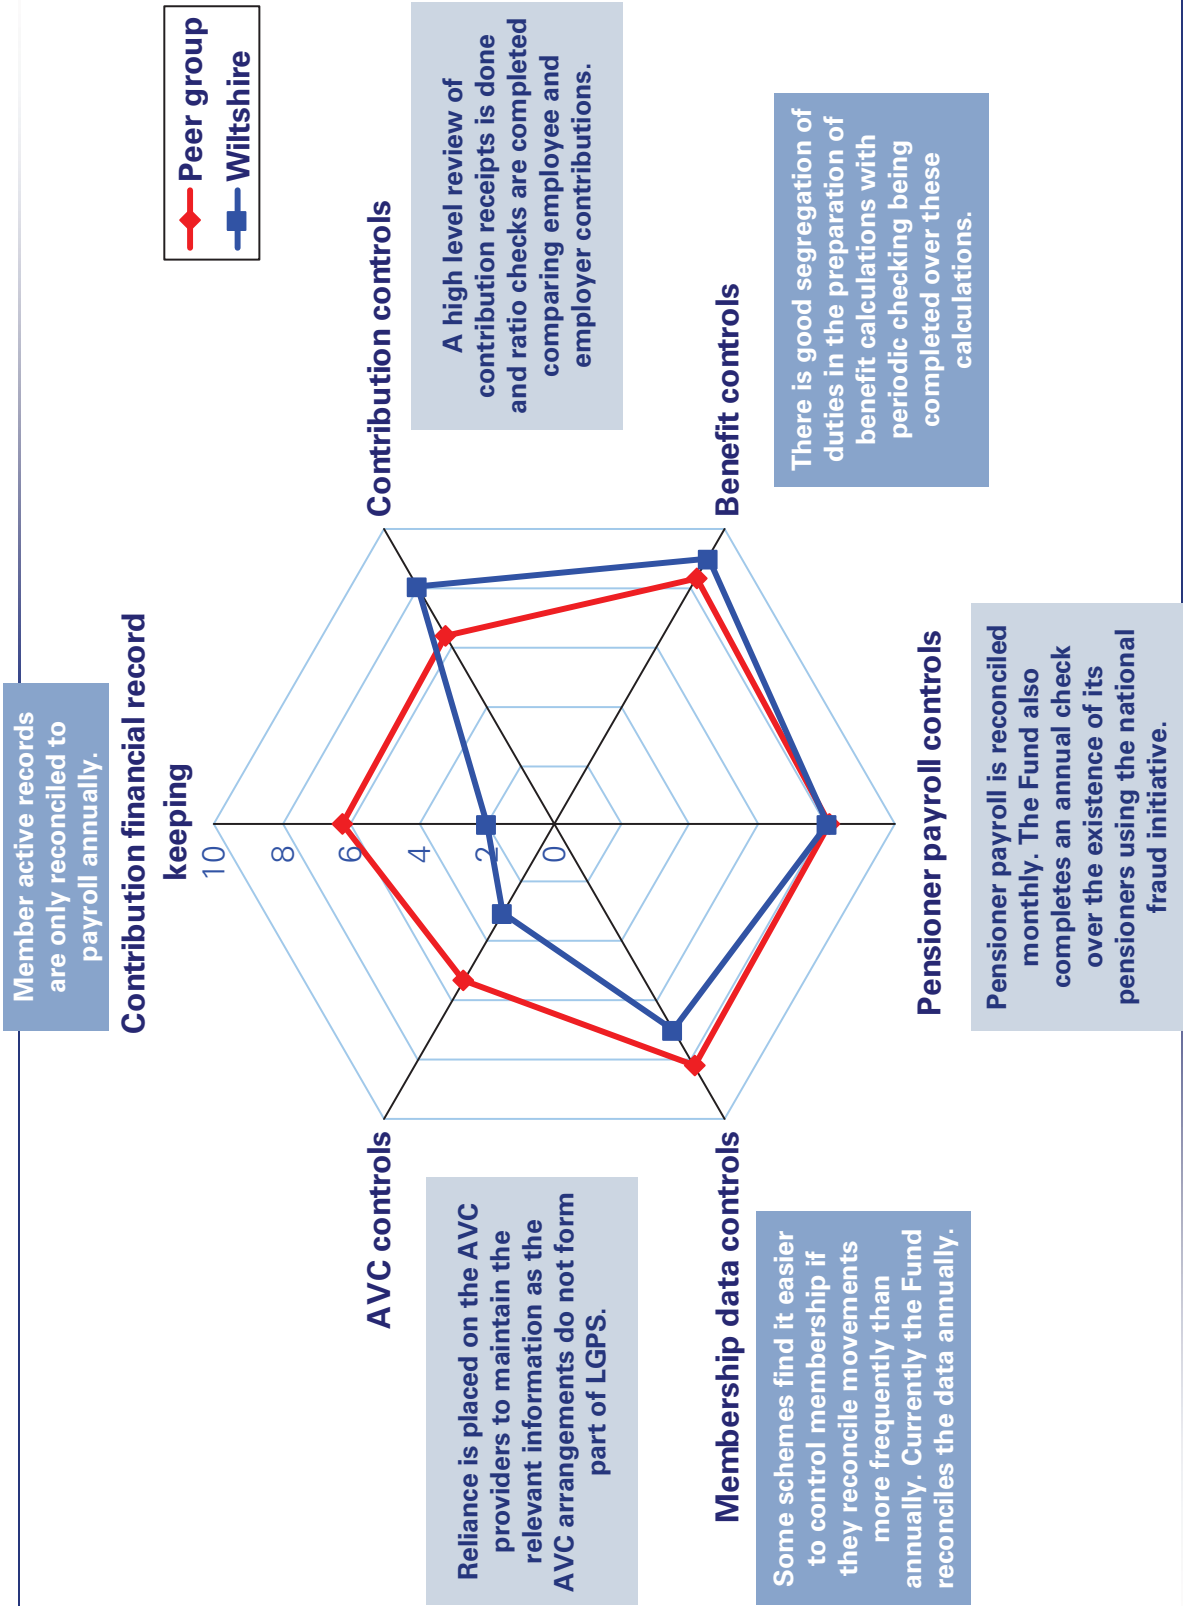 Member active records
are only reconciled to
payroll annually.
Contribution financial record
keeping
Peer group
Wiltshire
10
8
6
4
2
0
AVC controls
Contribution controls
Reliance is placed on the AVC
providers to maintain the
relevant information as the
AVC arrangements do not form
part of LGPS.
A high level review of
contribution receipts is done
and ratio checks are completed
comparing employee and
employer contributions.
Membership data controls
Benefit controls
Some schemes find it easier
to control membership if
they reconcile movements
more frequently than
annually. Currently the Fund
reconciles the data annually.
There is good segregation of
duties in the preparation of
benefit calculations with
periodic checking being
completed over these
calculations.
Pensioner payroll controls
Pensioner payroll is reconciled
monthly. The Fund also
completes an annual check
over the existence of its
pensioners using the national
fraud initiative.